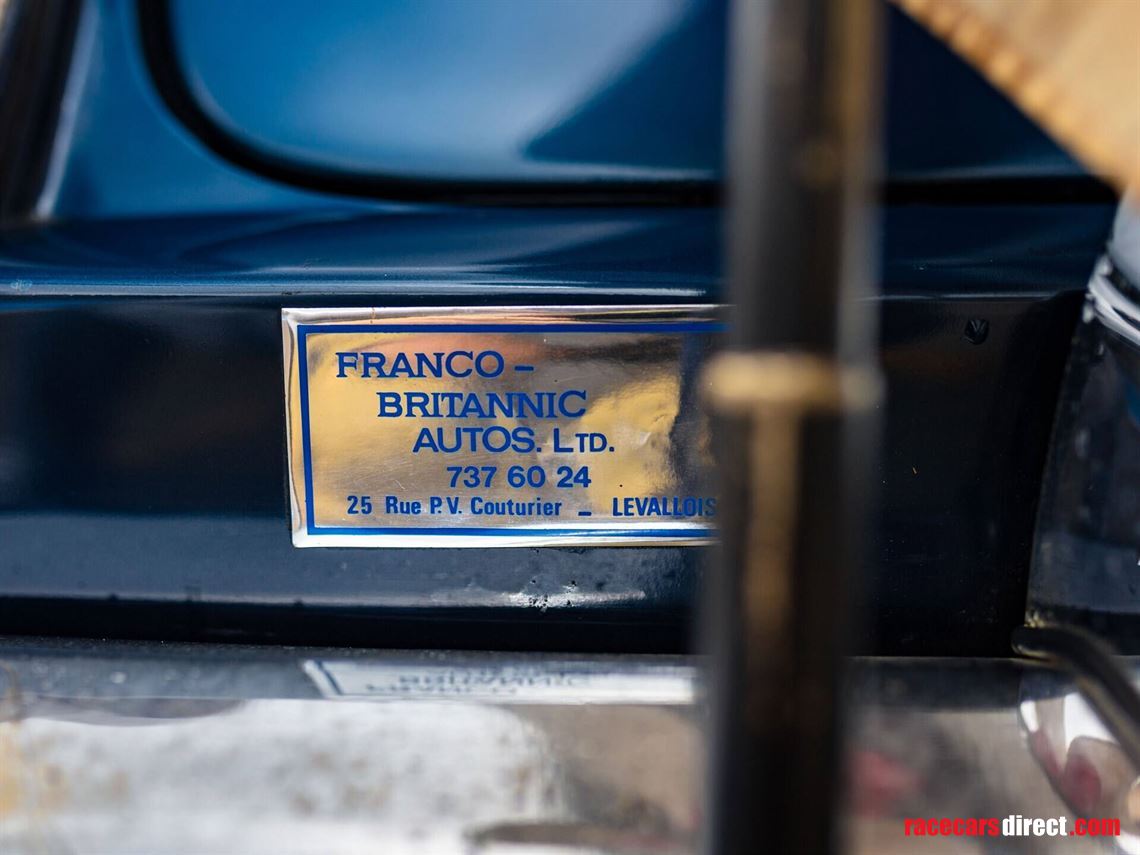 FRANCO –
BRITANNIC
AUTOS. LTD.
737 60 24
25 Rue P.V. Couturier – LEVALLOIS
racecarsdirect.com